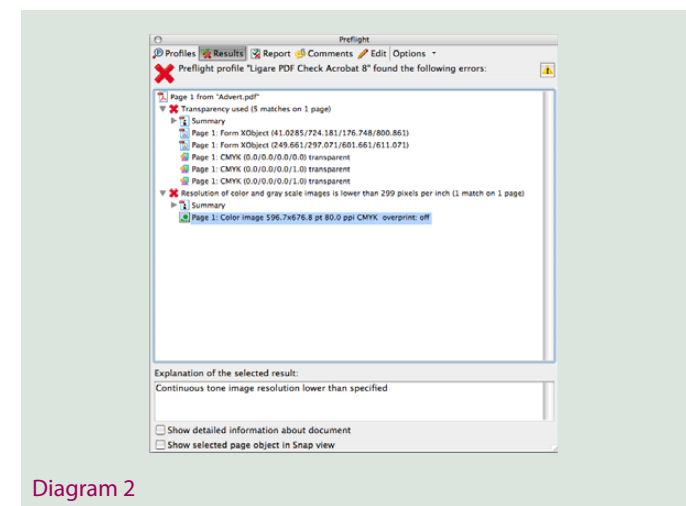 Preflight
Profiles Results Report Comments Edit Options
Preflight profile "Ligare PDF Check Acrobat 8" found the following errors:
Page 1 from "Advert.pdf"
Transparency used (5 matches on 1 page)
Summary
Page 1: Form XObject (41.0285/724.181/176.748/800.861)
Page 1: Form XObject (249.661/297.071/601.661/611.071)
Page 1: CMYK (0.0/0.0/0.0/0.0) transparent
Page 1: CMYK (0.0/0.0/0.0/1.0) transparent
Page 1: CMYK (0.0/0.0/0.0/1.0) transparent
Resolution of color and gray scale images is lower than 299 pixels per inch (1 match on 1 page)
Summary
Page 1: Color image 596.7x676.8 pt 80.0 ppi CMYK overprint: off
Explanation of the selected result:
Continuous tone image resolution lower than specified
Show detailed information about document
Show selected page object in Snap view
Diagram 2